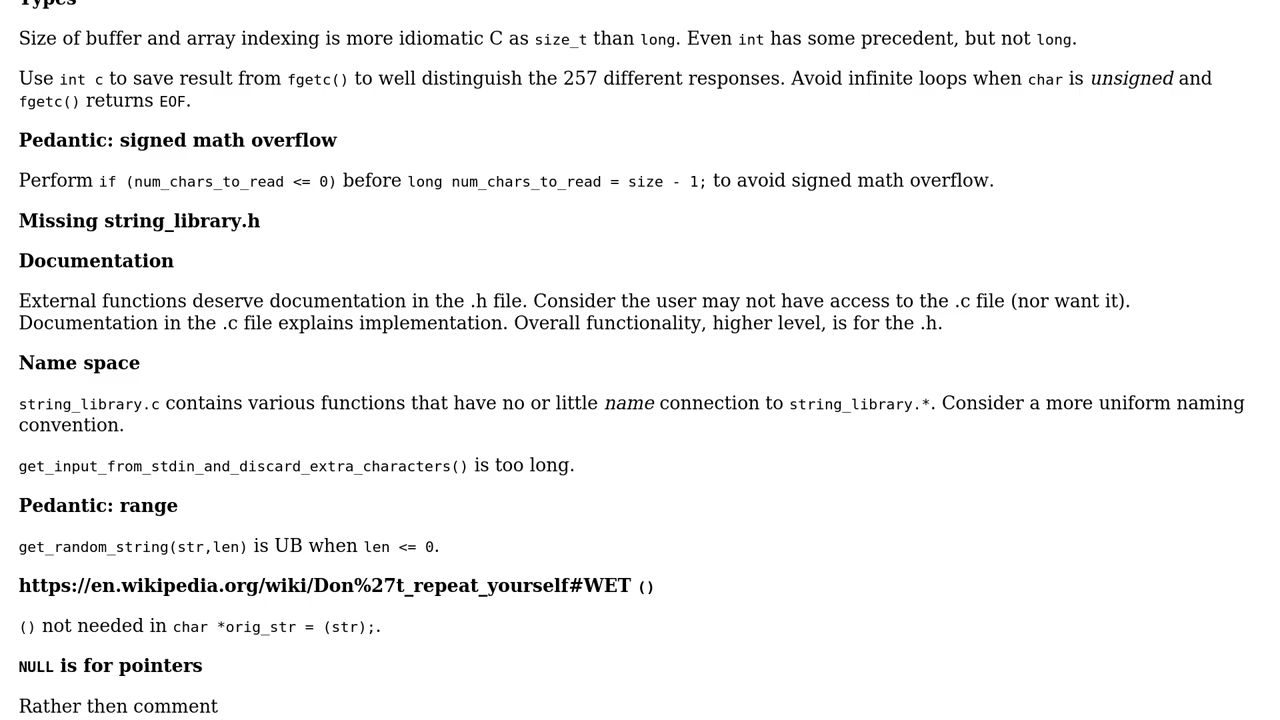 Types
Size of buffer and array indexing is more idiomatic C as size_t than long. Even int has some precedent, but not long.
Use int c to save result from fgetc() to well distinguish the 257 different responses. Avoid infinite loops when char is unsigned and
fgetc() returns EOF.
Pedantic: signed math overflow
Perform if (num_chars_to_read <= 0) before long num_chars_to_read = size - 1; to avoid signed math overflow.
Missing string_library.h
Documentation
External functions deserve documentation in the .h file. Consider the user may not have access to the .c file (nor want it).
Documentation in the .c file explains implementation. Overall functionality, higher level, is for the .h.
Name space
string_library.c contains various functions that have no or little name connection to string_library.*. Consider a more uniform naming
convention.
get_input_from_stdin_and_discard_extra_characters() is too long.
Pedantic: range
get_random_string(str,len) is UB when len <= 0.
https://en.wikipedia.org/wiki/Don%27t_repeat_yourself#WET ()
() not needed in char *orig_str = (str);.
NULL is for pointers
Rather then comment